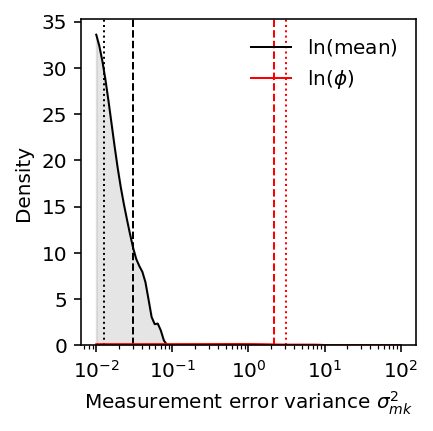 35
30
25
20
15
10
5
0
Density
ln(mean)
ln(ϕ)
10⁻² 10⁻¹ 10⁰ 10¹ 10²
Measurement error variance σ²ₘₖ